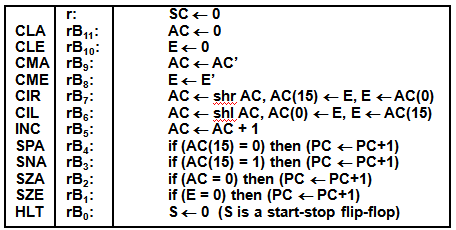 r: SC ← 0
CLA rB₁₁: AC ← 0
CLE rB₁₀: E ← 0
CMA rB₉: AC ← AC’
CME rB₈: E ← E’
CIR rB₇: AC ← shr AC, AC(15) ← E, E ← AC(0)
CIL rB₆: AC ← shl AC, AC(0) ← E, E ← AC(15)
INC rB₅: AC ← AC + 1
SPA rB₄: if (AC(15) = 0) then (PC ← PC+1)
SNA rB₃: if (AC(15) = 1) then (PC ← PC+1)
SZA rB₂: if (AC = 0) then (PC ← PC+1)
SZE rB₁: if (E = 0) then (PC ← PC+1)
HLT rB₀: S ← 0 (S is a start-stop flip-flop)